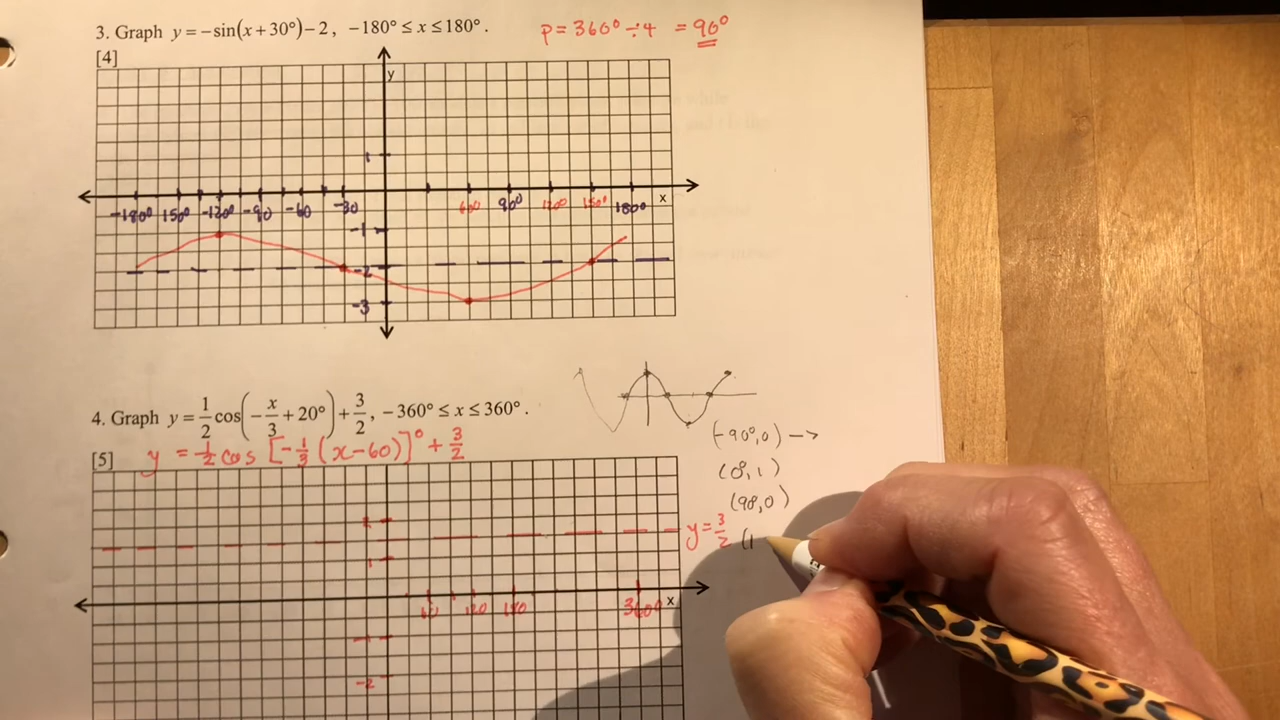 3. Graph y = −sin(x + 30°) − 2, −180° ≤ x ≤ 180°.
P = 360° ÷ 4 = 90°
[4]
y
1
-180° 150° -120° -90 -60 -30 60° 90° 120° 150° 180° x
-1
-2
-3
4. Graph y = 1/2 cos(−x/3 + 20°) + 3/2, −360° ≤ x ≤ 360°.
[5] y = 1/2 cos [-1/3 (x-60)]° + 3/2
(-90°,0) →
(0°,1)
(90,0)
2
y = 3/2 (1
1
60 120 180 360° x
-1
-2